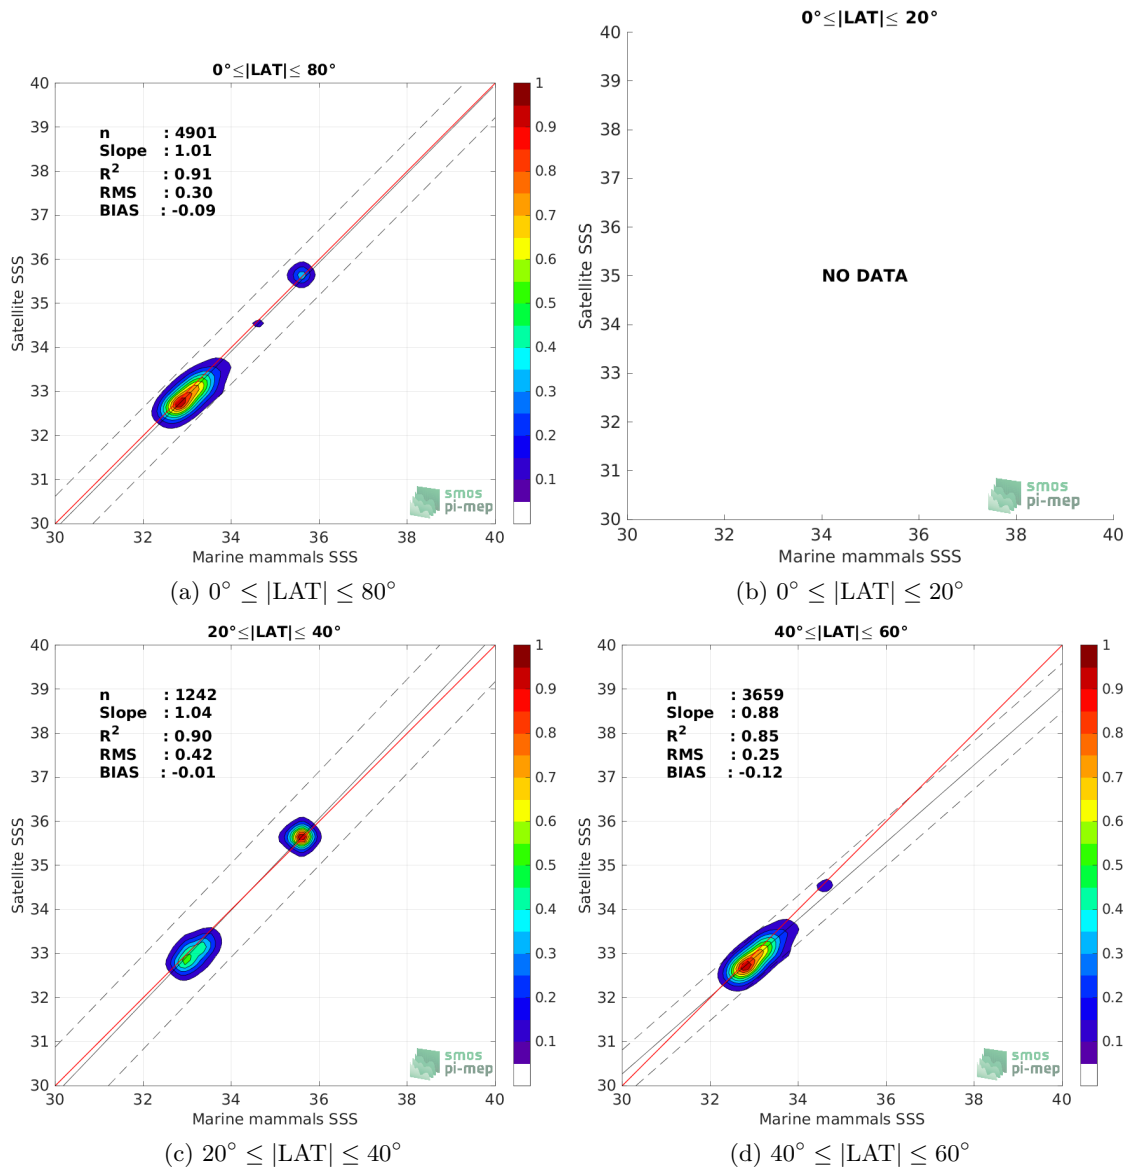 0°≤|LAT|≤ 80°
40
39
38
37
36
35
34
33
32
31
30
Satellite SSS
n : 4901
Slope : 1.01
R² : 0.91
RMS : 0.30
BIAS : -0.09
smos
pi-mep
30 32 34 36 38 40
Marine mammals SSS
1
0.9
0.8
0.7
0.6
0.5
0.4
0.3
0.2
0.1
(a) 0° ≤ |LAT| ≤ 80°
0°≤|LAT|≤ 20°
40
39
38
37
36
35
34
33
32
31
30
Satellite SSS
NO DATA
smos
pi-mep
30 32 34 36 38 40
Marine mammals SSS
(b) 0° ≤ |LAT| ≤ 20°
20°≤|LAT|≤ 40°
40
39
38
37
36
35
34
33
32
31
30
Satellite SSS
n : 1242
Slope : 1.04
R² : 0.90
RMS : 0.42
BIAS : -0.01
smos
pi-mep
30 32 34 36 38 40
Marine mammals SSS
1
0.9
0.8
0.7
0.6
0.5
0.4
0.3
0.2
0.1
(c) 20° ≤ |LAT| ≤ 40°
40°≤|LAT|≤ 60°
40
39
38
37
36
35
34
33
32
31
30
Satellite SSS
n : 3659
Slope : 0.88
R² : 0.85
RMS : 0.25
BIAS : -0.12
smos
pi-mep
30 32 34 36 38 40
Marine mammals SSS
1
0.9
0.8
0.7
0.6
0.5
0.4
0.3
0.2
0.1
(d) 40° ≤ |LAT| ≤ 60°